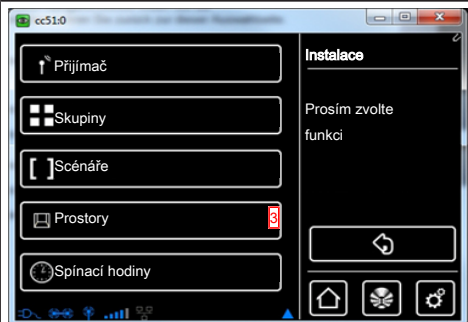 cc51:0
Přijímač
Skupiny
[ ]Scénáře
Prostory 3
Spínací hodiny
Instalace
Prosím zvolte
funkci